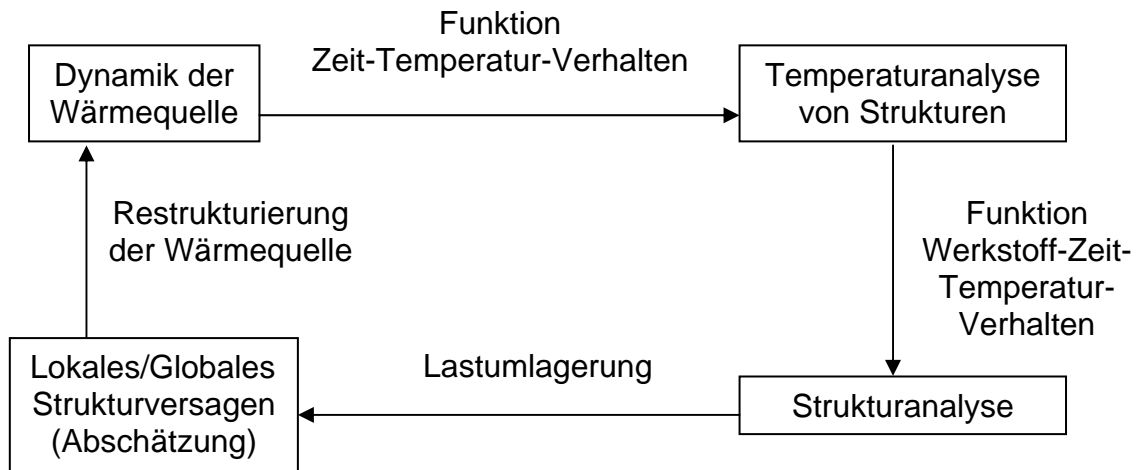 Funktion
Zeit-Temperatur-Verhalten
Dynamik der
Wärmequelle
Temperaturanalyse
von Strukturen
Restrukturierung
der Wärmequelle
Funktion
Werkstoff-Zeit-
Temperatur-
Verhalten
Lokales/Globales
Strukturversagen
(Abschätzung)
Lastumlagerung
Strukturanalyse